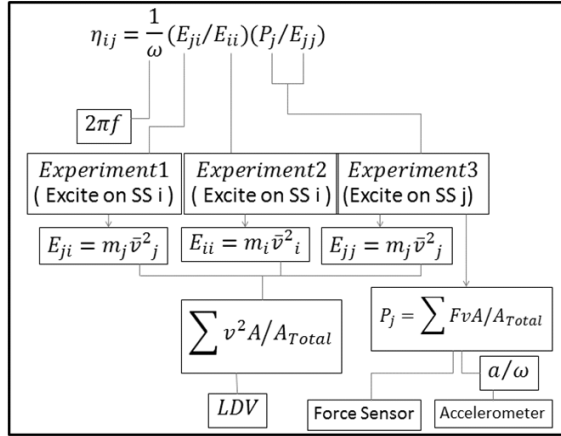 η_ij = 1/ω (E_ji/E_ii)(P_j/E_jj)
2πf
Experiment1
( Excite on SS i)
Experiment2
( Excite on SS i)
Experiment3
(Excite on SS j)
E_ji = m_j v̄²_j
E_ii = m_i v̄²_i
E_jj = m_j v̄²_j
∑ v²A/A_Total
P_j = ∑ FvA/A_Total
a/ω
LDV
Force Sensor
Accelerometer